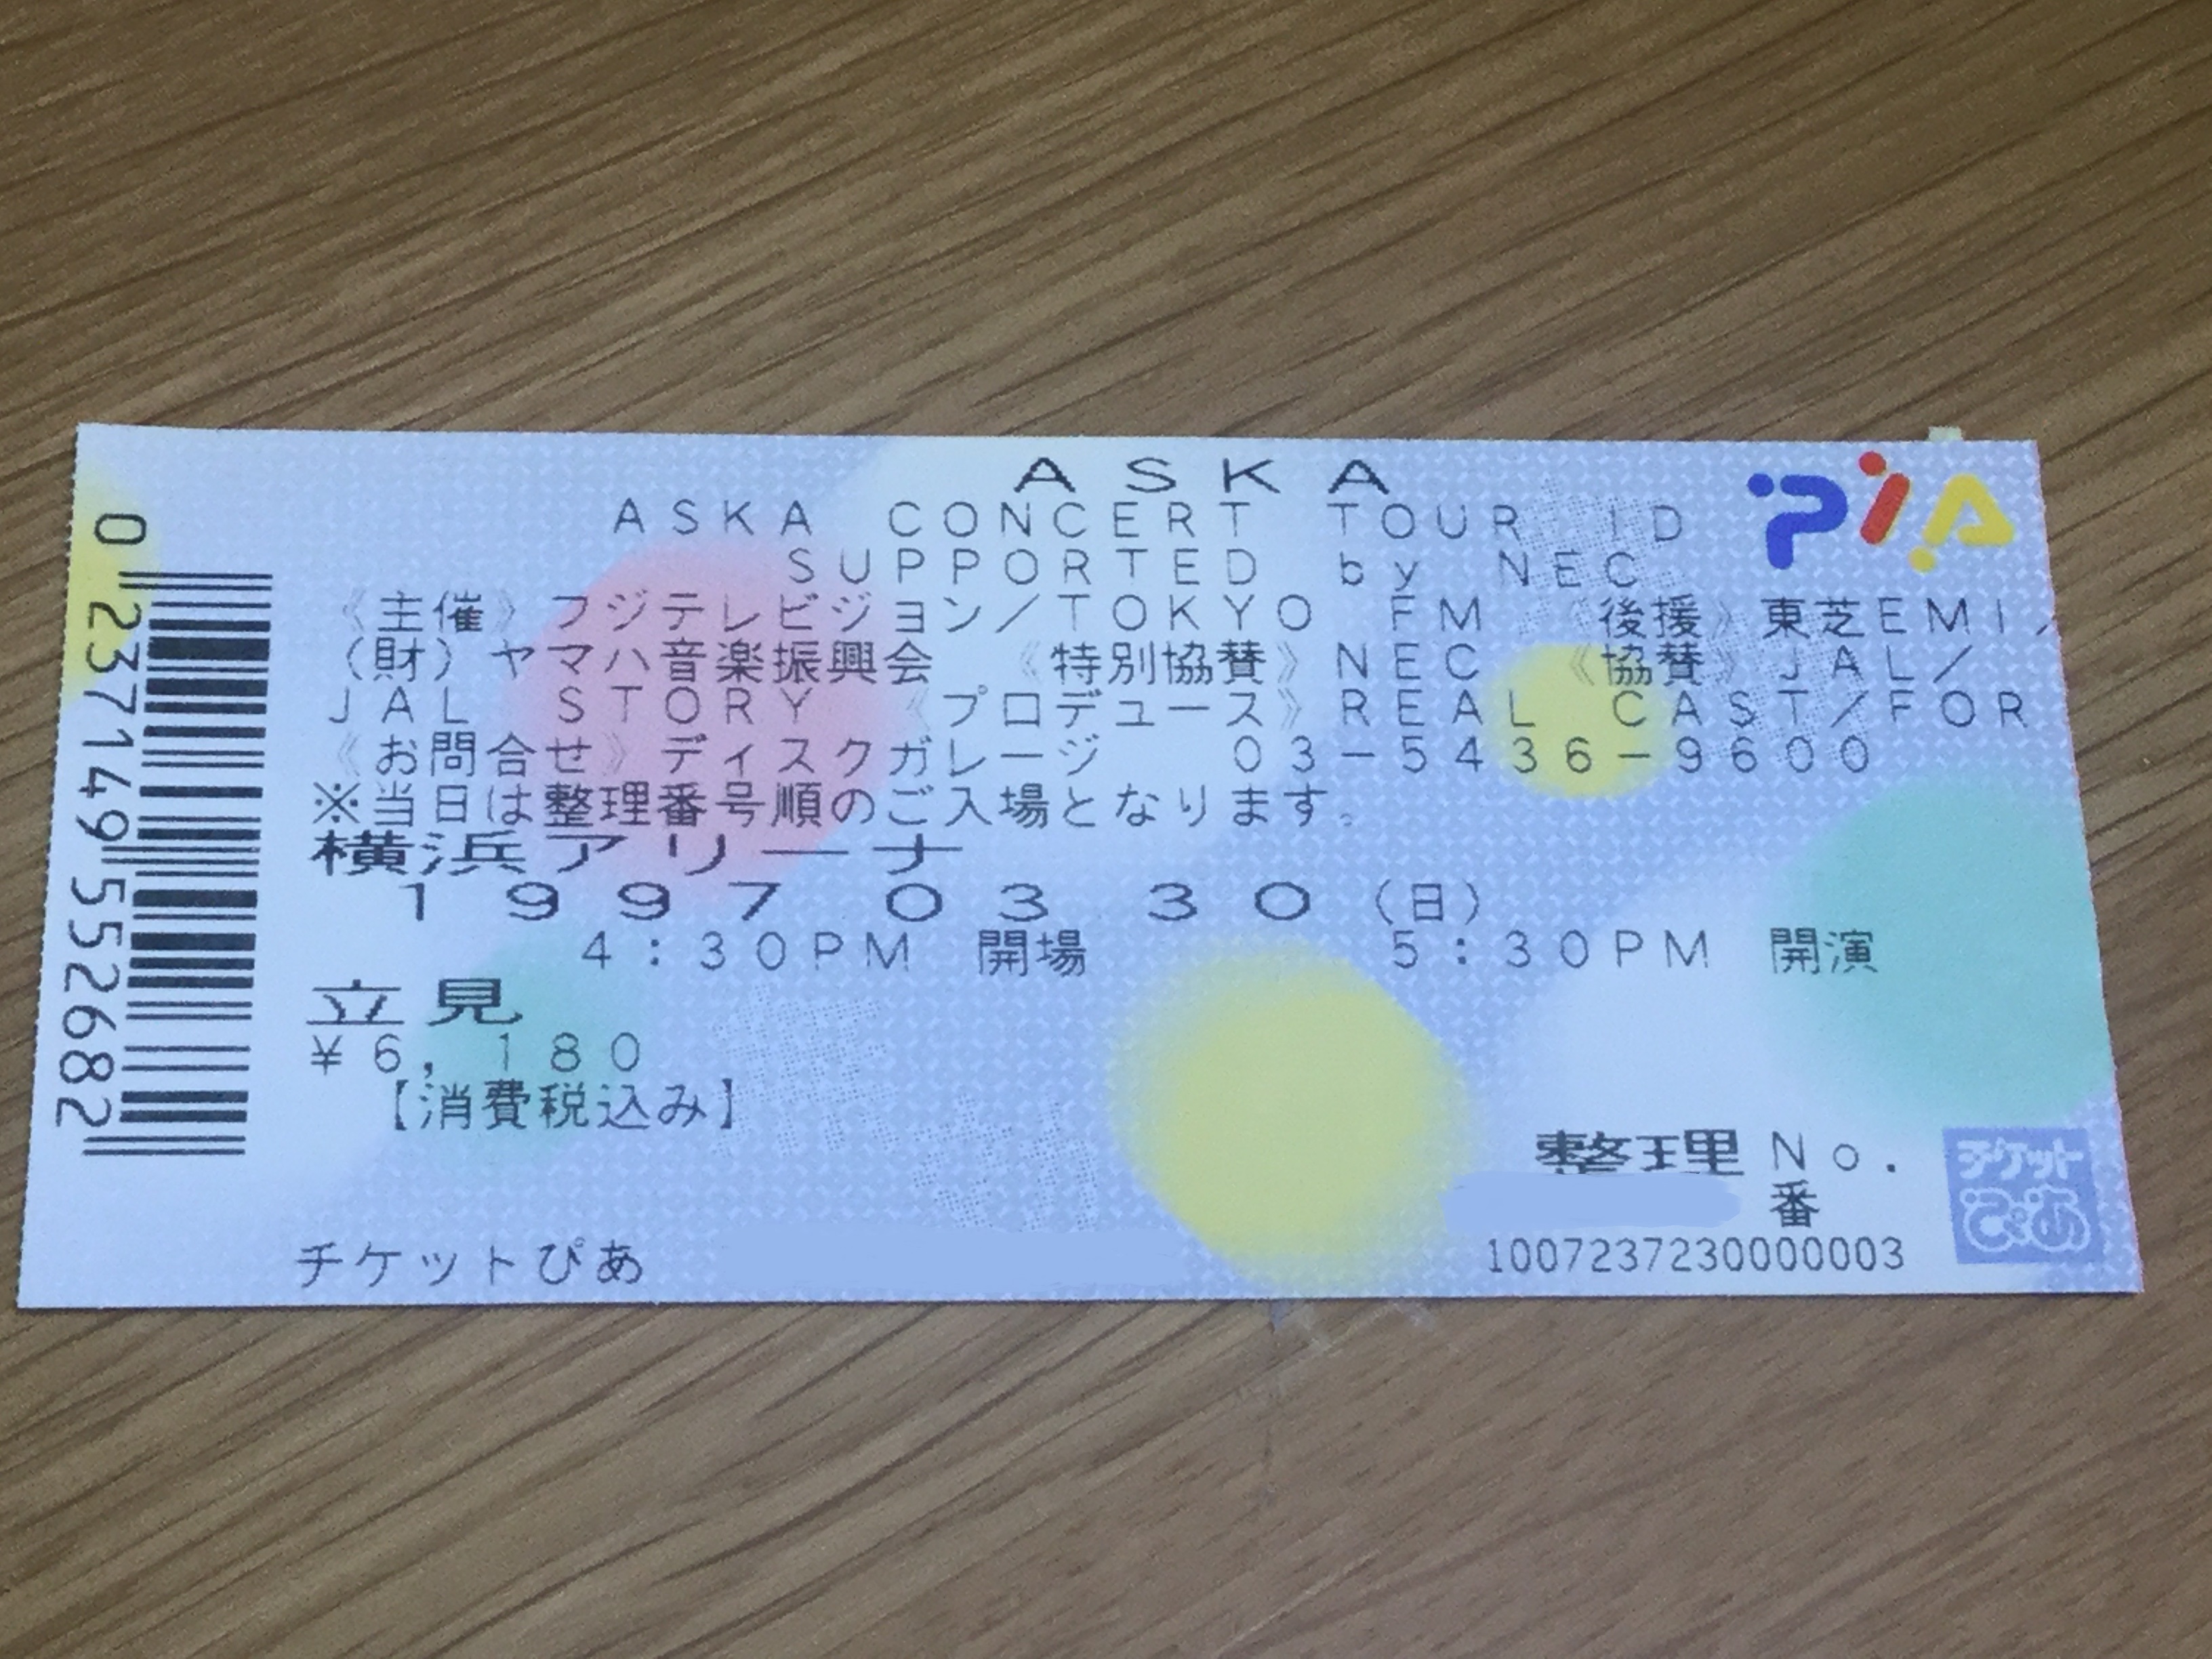 ASKA
PIA
ASKA CONCERT TOUR ID
SUPPORTED by NEC
《主催》フジテレビジョン/TOKYO FM 《後援》東芝EMI/
(財)ヤマハ音楽振興会 《特別協賛》NEC 《協賛》JAL/
JAL STORY 《プロデュース》REAL CAST/FOR
《お問合せ》ディスクガレージ 03-5436-9600
※当日は整理番号順のご入場となります。
横浜アリーナ
1997 03 30(日)
4:30PM 開場 5:30PM 開演
立見
¥6,180
【消費税込み】
整理No.
番
チケットぴあ
1007237230000003
チケット
ぴあ
0 237149 552682